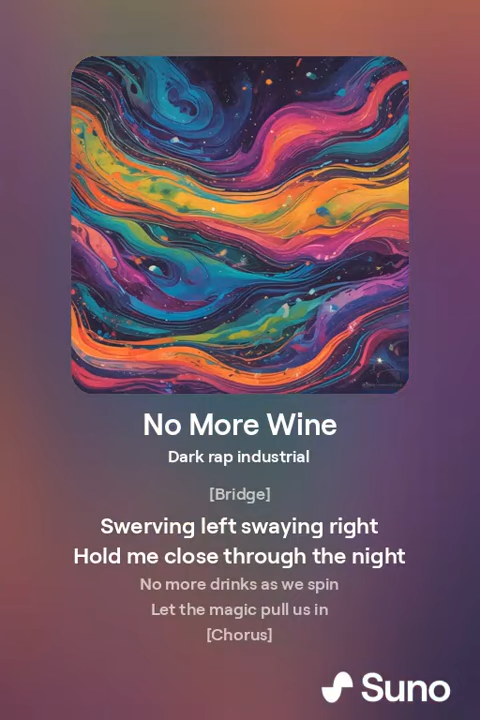 No More Wine
Dark rap industrial
[Bridge]
Swerving left swaying right
Hold me close through the night
No more drinks as we spin
Let the magic pull us in
[Chorus]
Suno